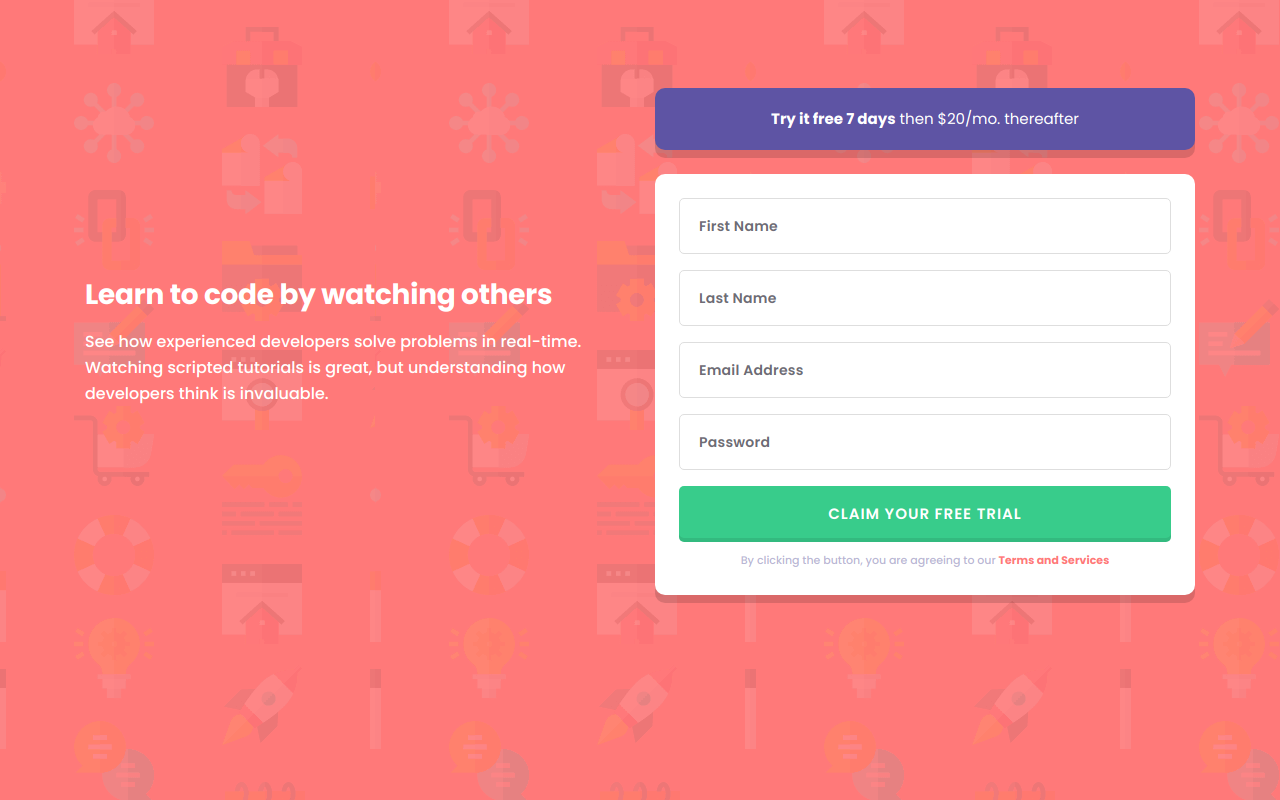 Learn to code by watching others
See how experienced developers solve problems in real-time.
Watching scripted tutorials is great, but understanding how
developers think is invaluable.
Try it free 7 days then $20/mo. thereafter
First Name
Last Name
Email Address
Password
CLAIM YOUR FREE TRIAL
By clicking the button, you are agreeing to our Terms and Services